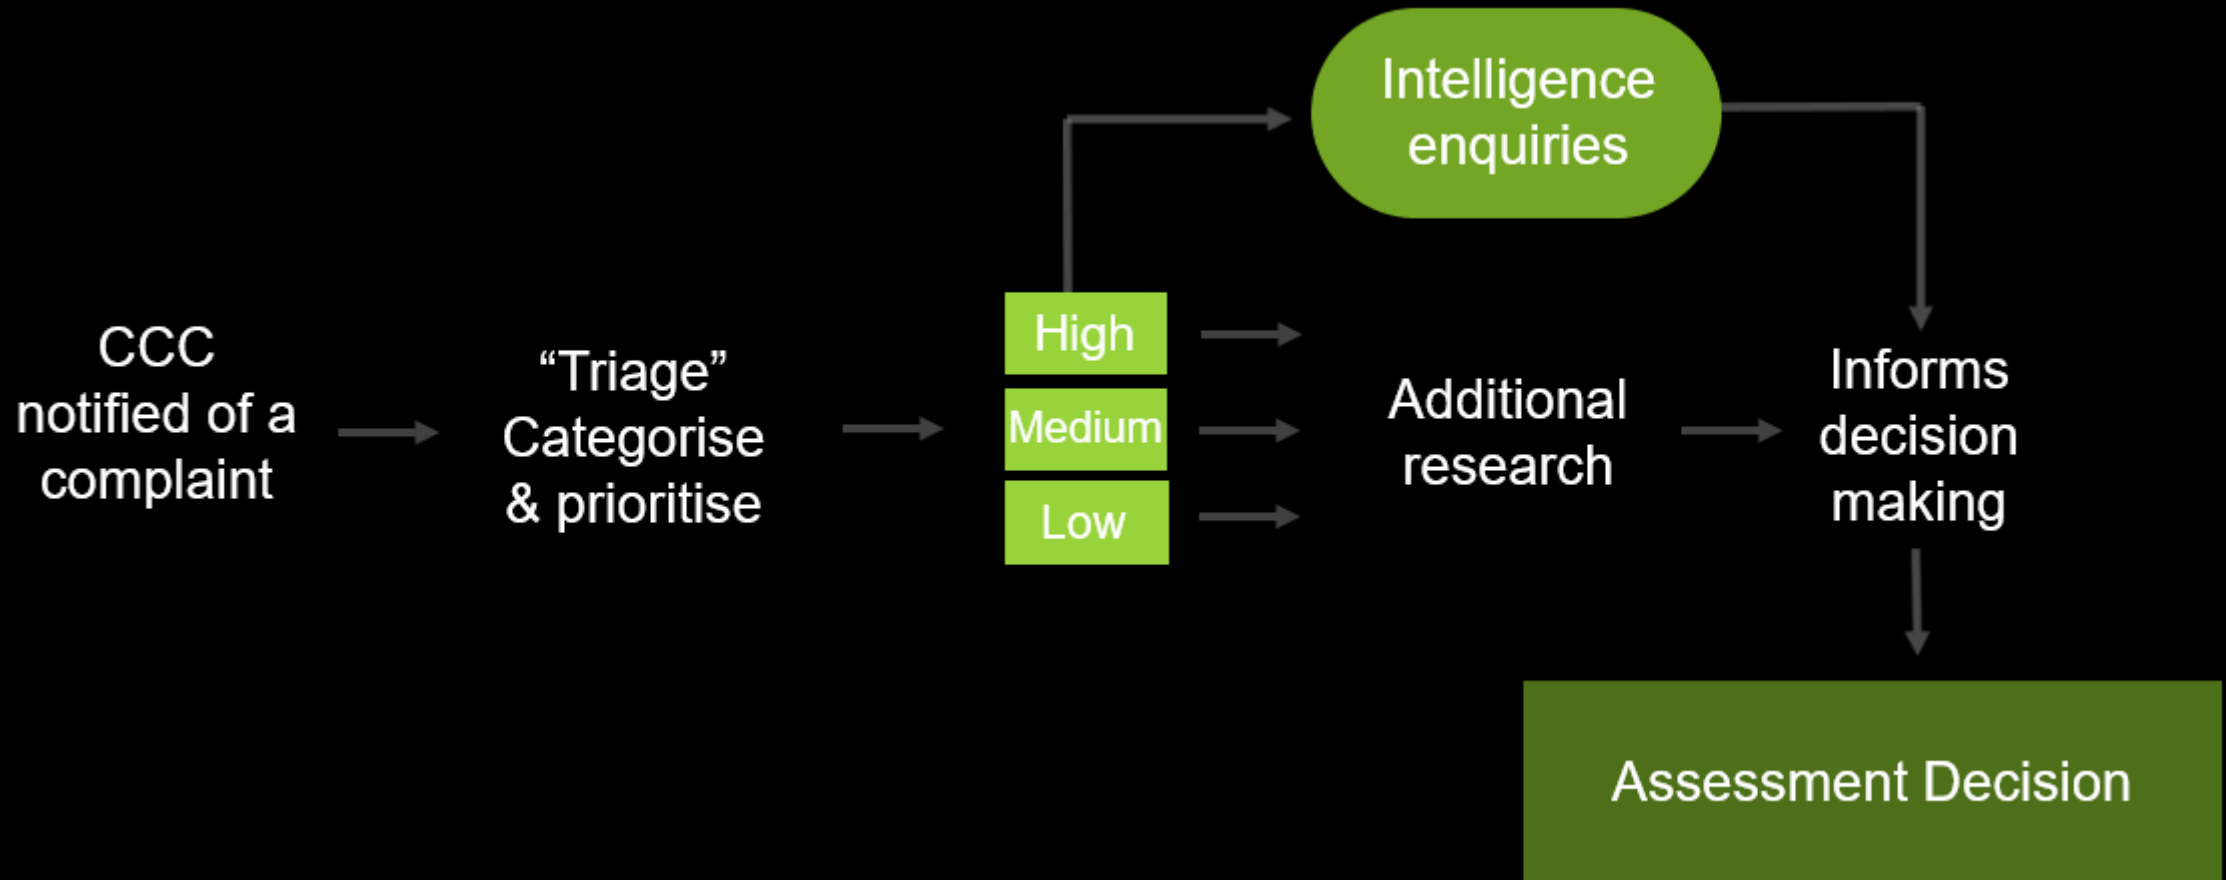 CCC
notified of a
complaint
“Triage”
Categorise
& prioritise
High
Medium
Low
Intelligence
enquiries
Additional
research
Informs
decision
making
Assessment Decision